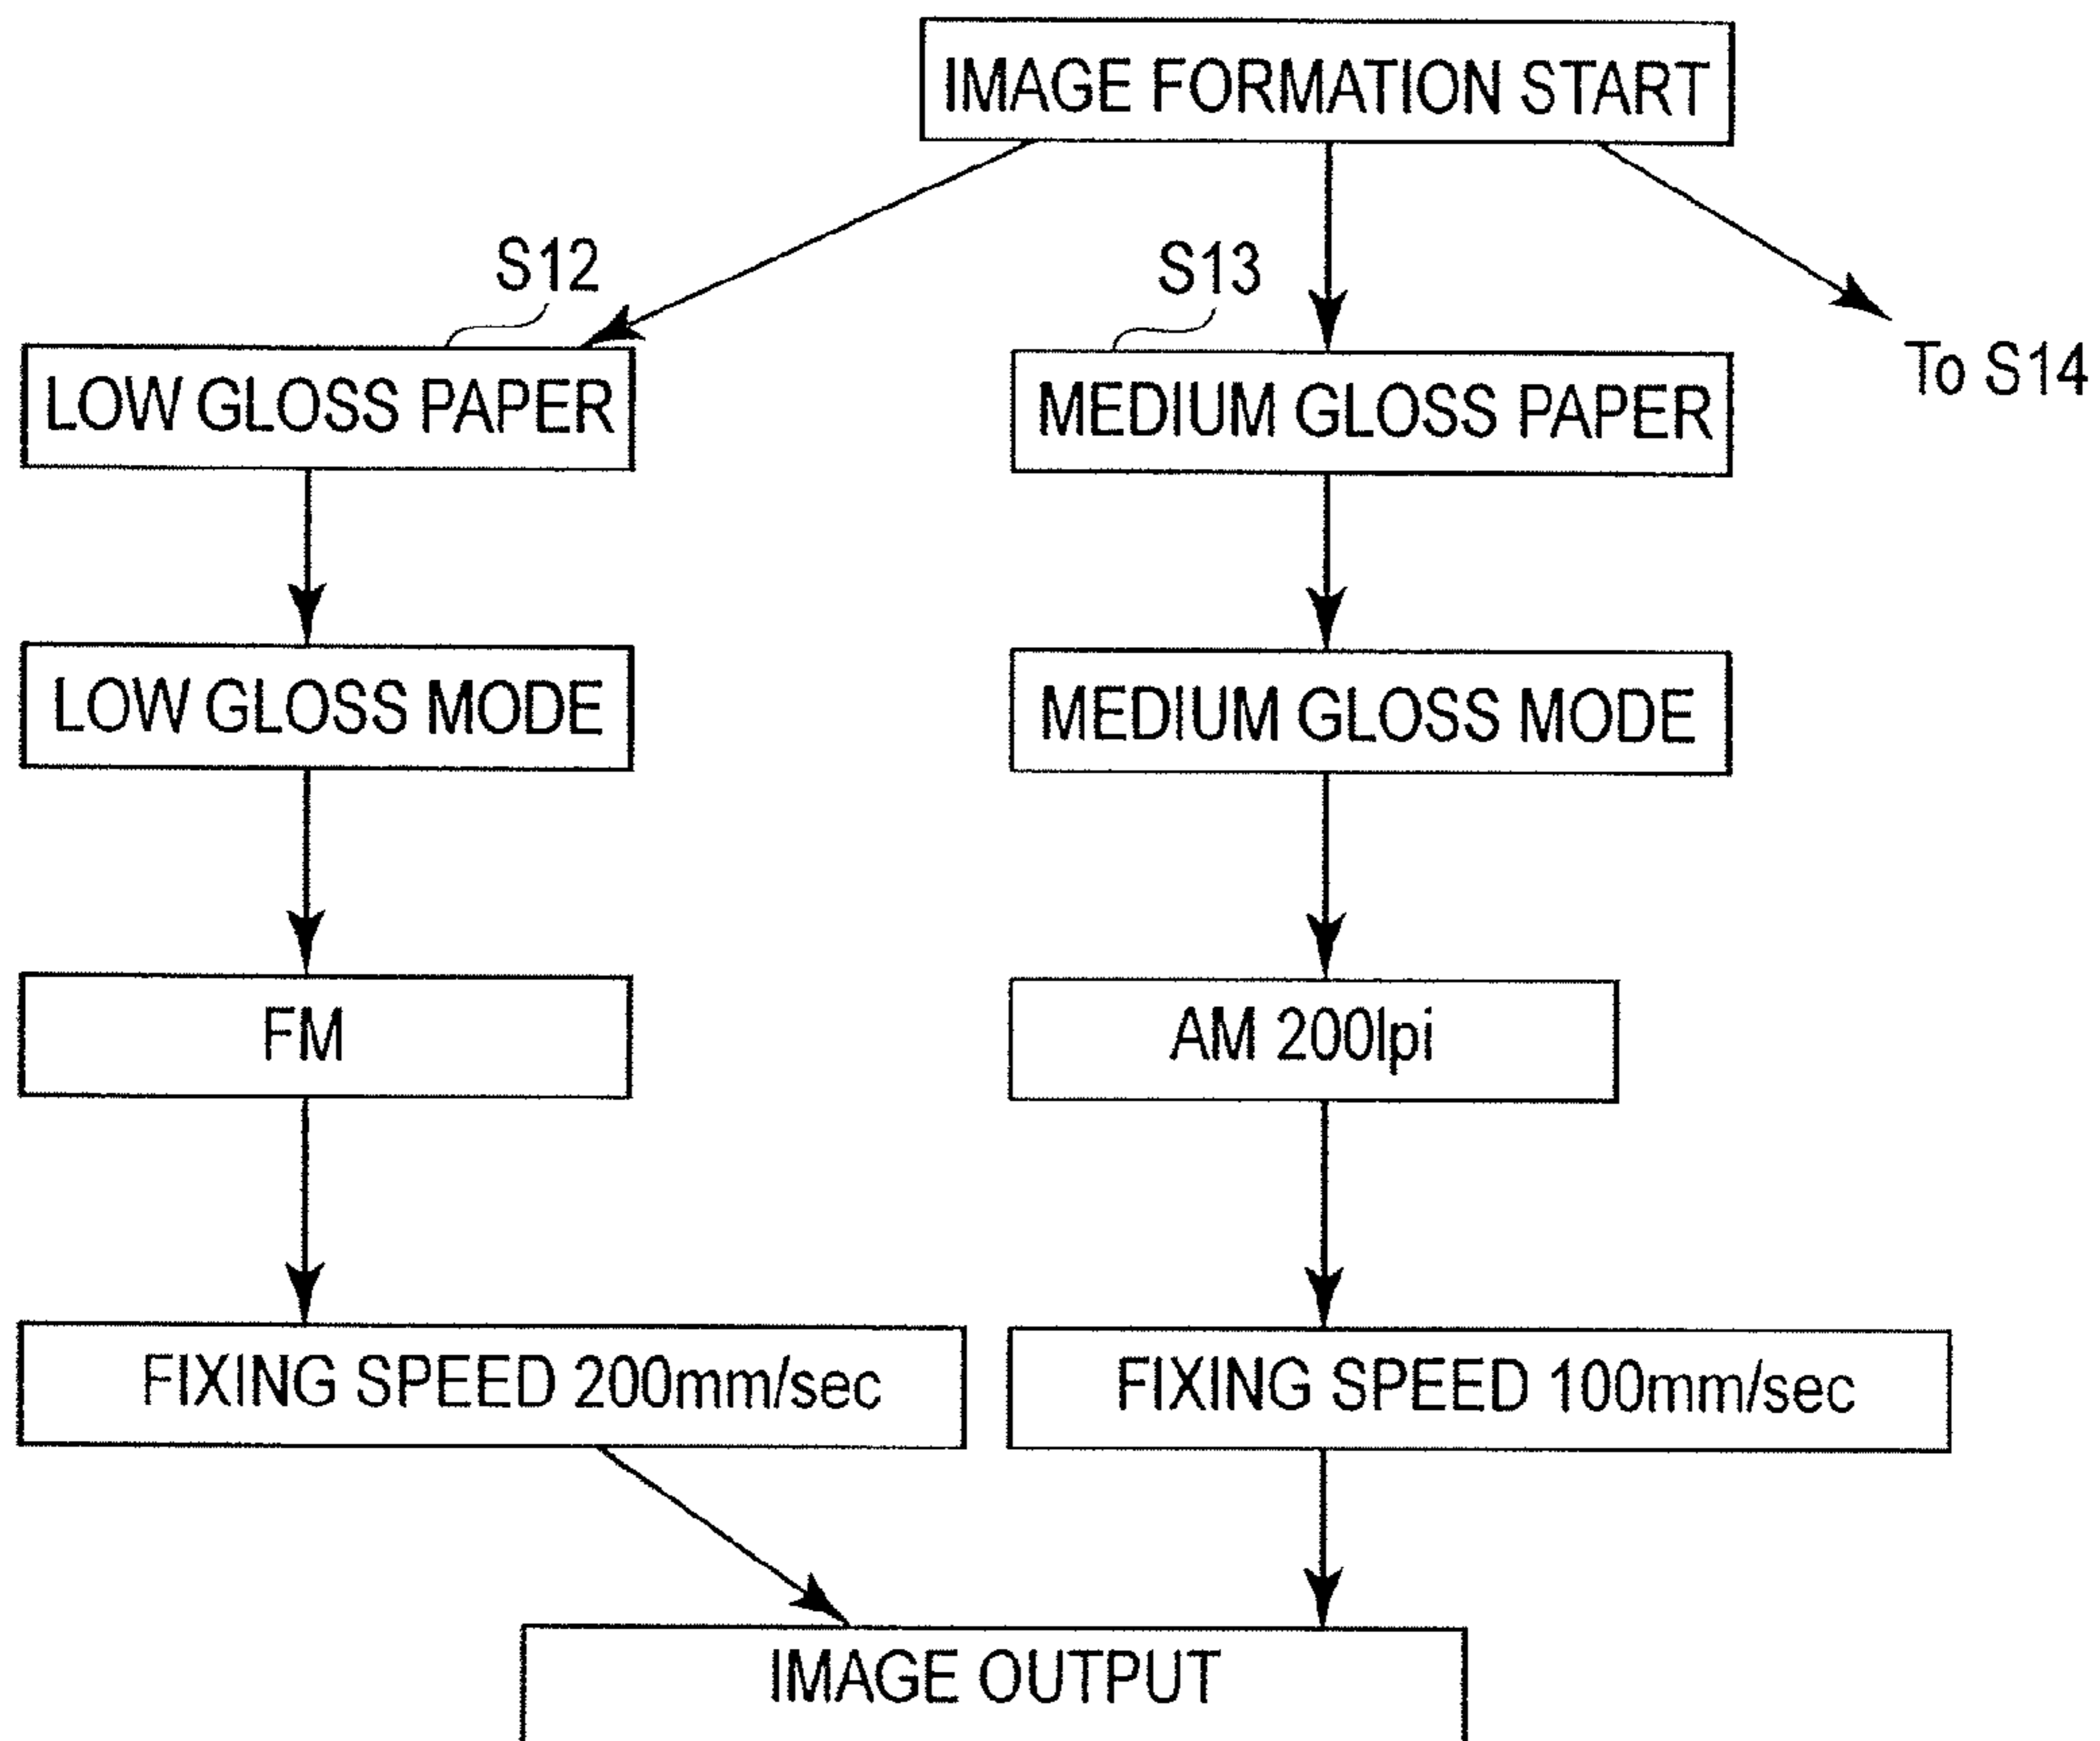 IMAGE FORMATION START
S12
S13
To S14
LOW GLOSS PAPER
MEDIUM GLOSS PAPER
LOW GLOSS MODE
MEDIUM GLOSS MODE
FM
AM 200lpi
FIXING SPEED 200mm/sec
FIXING SPEED 100mm/sec
IMAGE OUTPUT